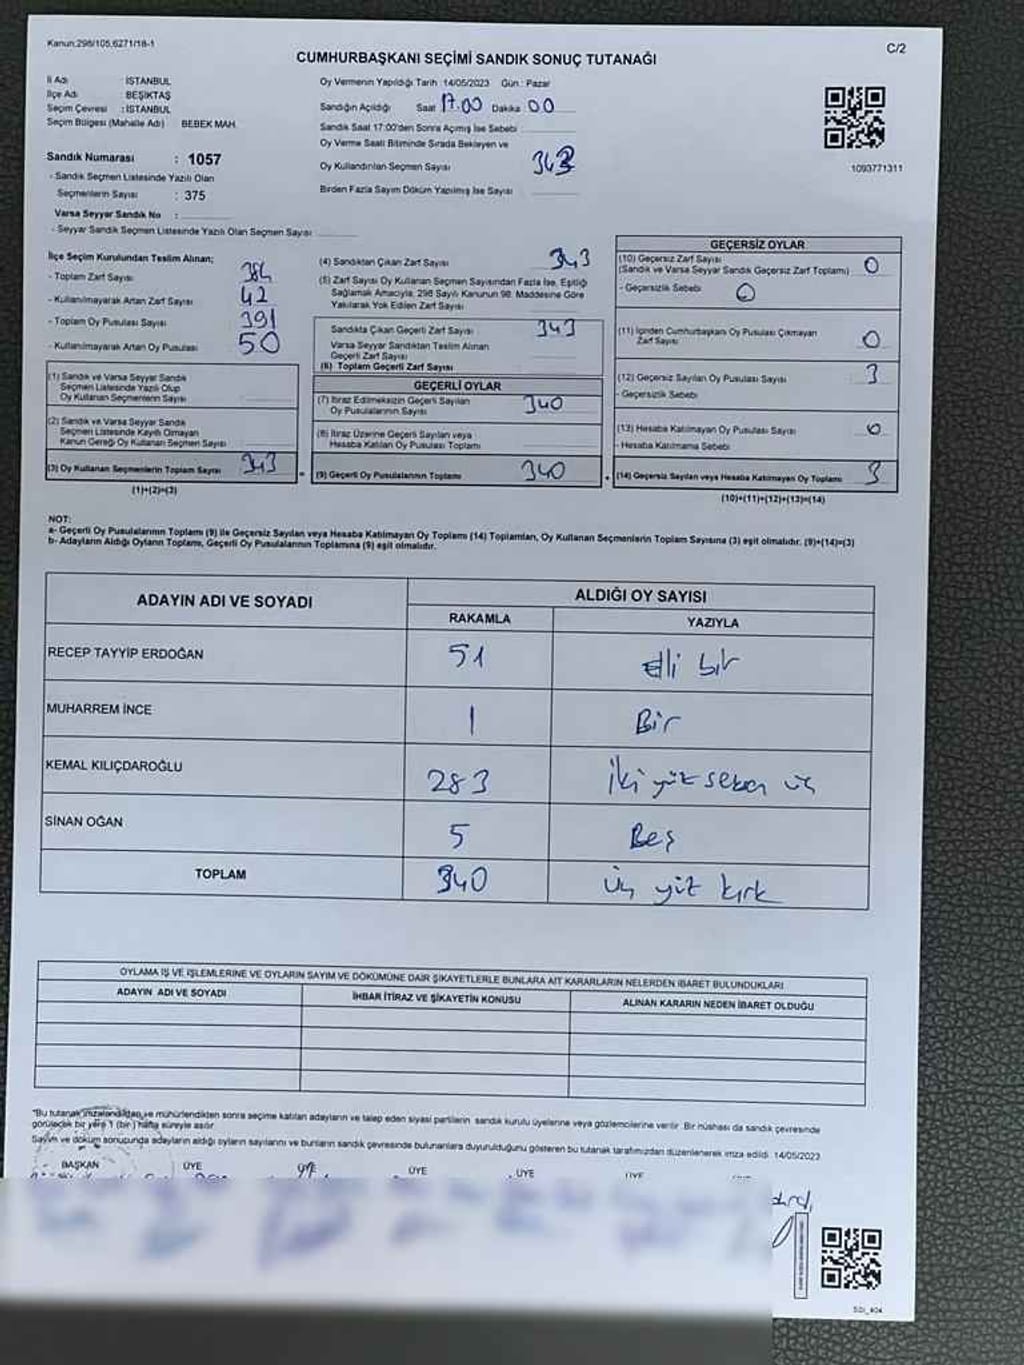 Kanun:298/105,6271/18-1
C/2
CUMHURBAŞKANI SEÇİMİ SANDIK SONUÇ TUTANAĞI
İl Adı : İSTANBUL
İlçe Adı : BEŞİKTAŞ
Seçim Çevresi : İSTANBUL
Seçim Bölgesi (Mahalle Adı) BEBEK MAH.
Sandık Numarası : 1057
- Sandık Seçmen Listesinde Yazılı Olan
Seçmenlerin Sayısı : 375
Varsa Seyyar Sandık No :
- Seyyar Sandık Seçmen Listesinde Yazılı Olan Seçmen Sayısı
Oy Vermenin Yapıldığı Tarih 14/05/2023 Gün : Pazar
Sandığın Açıldığı Saat 17.00 Dakika 00
Sandık Saat 17:00'den Sonra Açılmış İse Sebebi
Oy Verme Saati Bitiminde Sırada Bekleyen ve
Oy Kullandırılan Seçmen Sayısı 343
Birden Fazla Sayım Döküm Yapılmış İse Sayısı
1093771311
İlçe Seçim Kurulundan Teslim Alınan;
- Toplam Zarf Sayısı 384
- Kullanılmayarak Artan Zarf Sayısı 42
- Toplam Oy Pusulası Sayısı 391
- Kullanılmayarak Artan Oy Pusulası 50
(1) Sandık ve Varsa Seyyar Sandık
Seçmen Listesinde Yazılı Olup
Oy Kullanan Seçmenlerin Sayısı
(2) Sandık ve Varsa Seyyar Sandık
Seçmen Listesinde Kayıtlı Olmayan
Kanun Gereği Oy Kullanan Seçmen Sayısı
(3) Oy Kullanan Seçmenlerin Toplam Sayısı 343
(1)+(2)=(3)
(4) Sandıktan Çıkan Zarf Sayısı 343
(5) Zarf Sayısı Oy Kullanan Seçmen Sayısından Fazla İse, Eşitliği
Sağlamak Amacıyla, 298 Sayılı Kanunun 98. Maddesine Göre
Yakılarak Yok Edilen Zarf Sayısı
Sandıkta Çıkan Geçerli Zarf Sayısı 343
Varsa Seyyar Sandıktan Teslim Alınan
Geçerli Zarf Sayısı
(6) Toplam Geçerli Zarf Sayısı
GEÇERLİ OYLAR
(7) İtiraz Edilmeksizin Geçerli Sayılan
Oy Pusulalarının Sayısı 340
(8) İtiraz Üzerine Geçerli Sayılan veya
Hesaba Katılan Oy Pusulası Toplamı
(9) Geçerli Oy Pusulalarının Toplamı 340
GEÇERSİZ OYLAR
(10) Geçersiz Zarf Sayısı
(Sandık ve Varsa Seyyar Sandık Geçersiz Zarf Toplamı) 0
- Geçersizlik Sebebi 0
(11) İçinden Cumhurbaşkanı Oy Pusulası Çıkmayan
Zarf Sayısı 0
(12) Geçersiz Sayılan Oy Pusulası Sayısı 3
- Geçersizlik Sebebi
(13) Hesaba Katılmayan Oy Pusulası Sayısı 0
- Hesaba Katılmama Sebebi
(14) Geçersiz Sayılan veya Hesaba Katılmayan Oy Toplamı 3
(10)+(11)+(12)+(13)=(14)
NOT:
a- Geçerli Oy Pusulalarının Toplamı (9) ile Geçersiz Sayılan veya Hesaba Katılmayan Oy Toplamı (14) Toplamları, Oy Kullanan Seçmenlerin Toplam Sayısına (3) eşit olmalıdır. (9)+(14)=(3)
b- Adayların Aldığı Oyların Toplamı, Geçerli Oy Pusulalarının Toplamına (9) eşit olmalıdır.
ADAYIN ADI VE SOYADI
ALDIĞI OY SAYISI
RAKAMLA YAZIYLA
RECEP TAYYİP ERDOĞAN 51 elli bir
MUHARREM İNCE 1 Bir
KEMAL KILIÇDAROĞLU 283 İki yüz seksen üç
SİNAN OĞAN 5 Beş
TOPLAM 340 üç yüz kırk
OYLAMA İŞ VE İŞLEMLERİNE VE OYLARIN SAYIM VE DÖKÜMÜNE DAİR ŞİKAYETLERLE BUNLARA AİT KARARLARIN NELERDEN İBARET BULUNDUKLARI
ADAYIN ADI VE SOYADI İHBAR İTİRAZ VE ŞİKAYETİN KONUSU ALINAN KARARIN NEDEN İBARET OLDUĞU
"Bu tutanak imzalandıktan ve mühürlendikten sonra seçime katılan adayların ve talep eden siyasi partilerin sandık kurulu üyelerine veya gözlemcilerine verilir. Bir nüshası da sandık çevresinde
görülecek bir yere 1 (bir) hafta süreyle asılır
Sayım ve döküm sonucunda adayların aldığı oyların sayılarını ve bunların sandık çevresinde bulunanlara duyurulduğunu gösteren bu tutanak tarafımızdan düzenlenerek imza edildi. 14/05/2023
BAŞKAN ÜYE ÜYE ÜYE ÜYE ÜYE